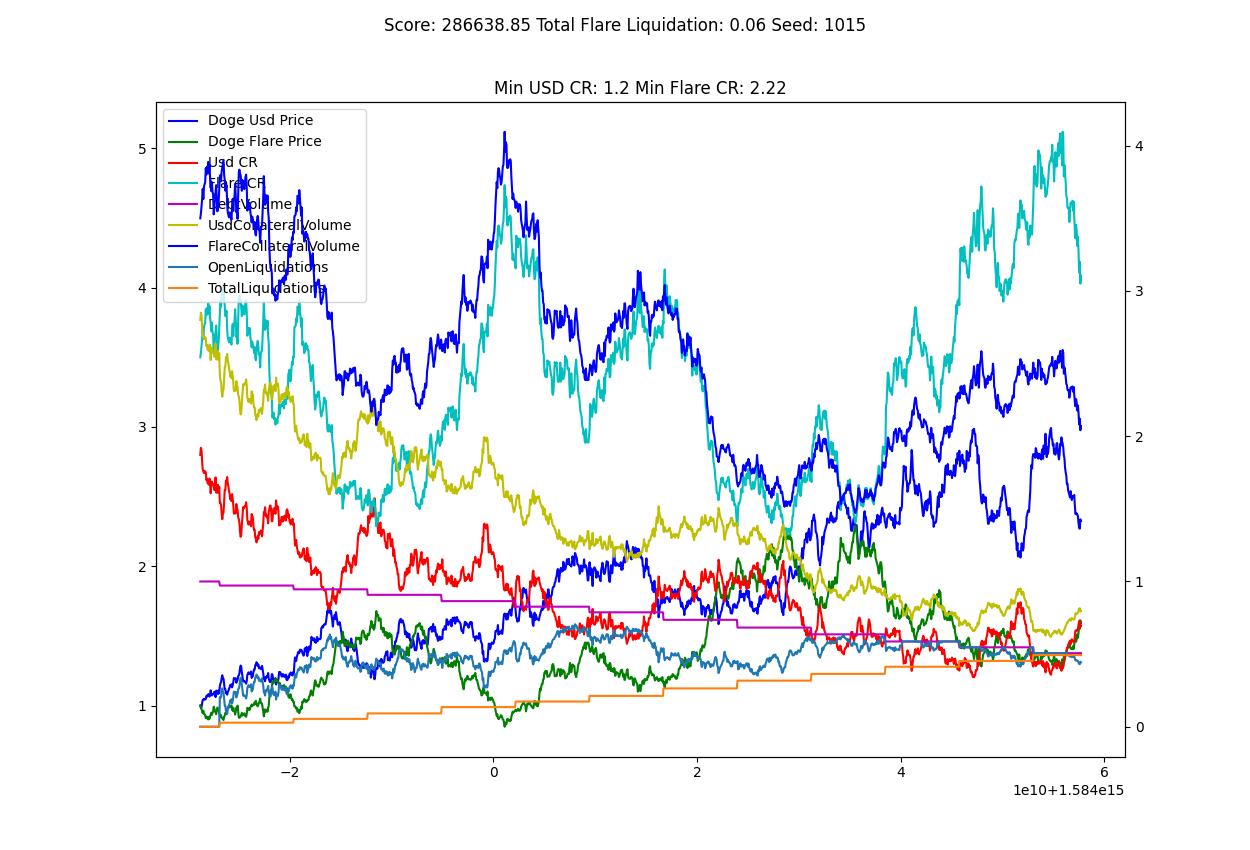 Score: 286638.85 Total Flare Liquidation: 0.06 Seed: 1015
Min USD CR: 1.2 Min Flare CR: 2.22
Doge Usd Price
Doge Flare Price
Usd CR
Flare CR
DebtVolume
UsdCollateralVolume
FlareCollateralVolume
OpenLiquidations
TotalLiquidations
5
4
3
2
1
4
3
2
1
0
−2
0
2
4
6
1e10+1.584e15